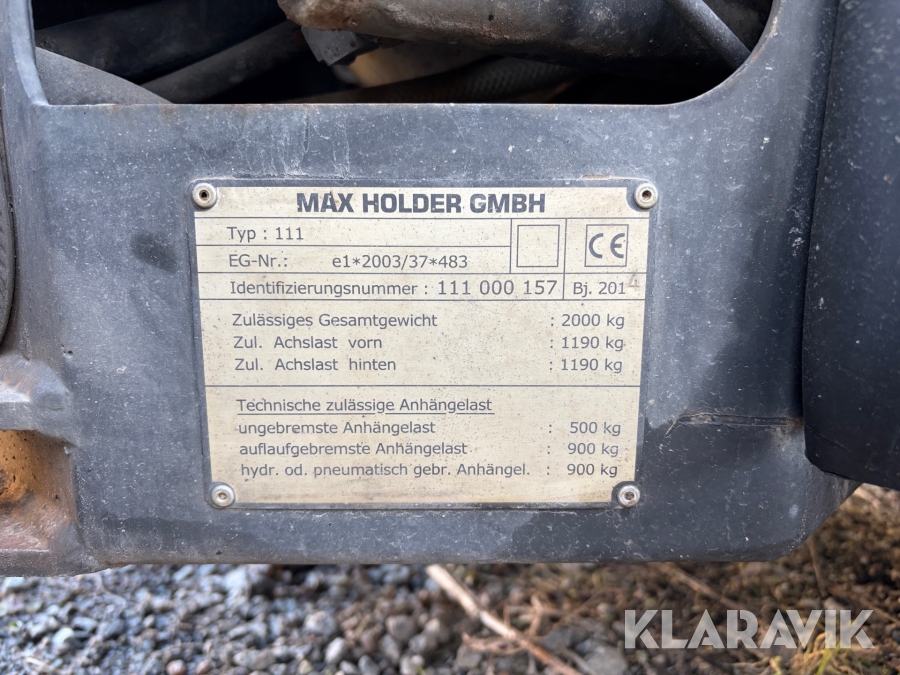 MAX HOLDER GMBH
Typ : 111
CE
EG-Nr.: e1*2003/37*483
Identifizierungsnummer : 111 000 157 Bj. 2014
Zulässiges Gesamtgewicht : 2000 kg
Zul. Achslast vorn : 1190 kg
Zul. Achslast hinten : 1190 kg
Technische zulässige Anhängelast
ungebremste Anhängelast : 500 kg
auflaufgebremste Anhängelast : 900 kg
hydr. od. pneumatisch gebr. Anhängel. : 900 kg
KLARAVIK